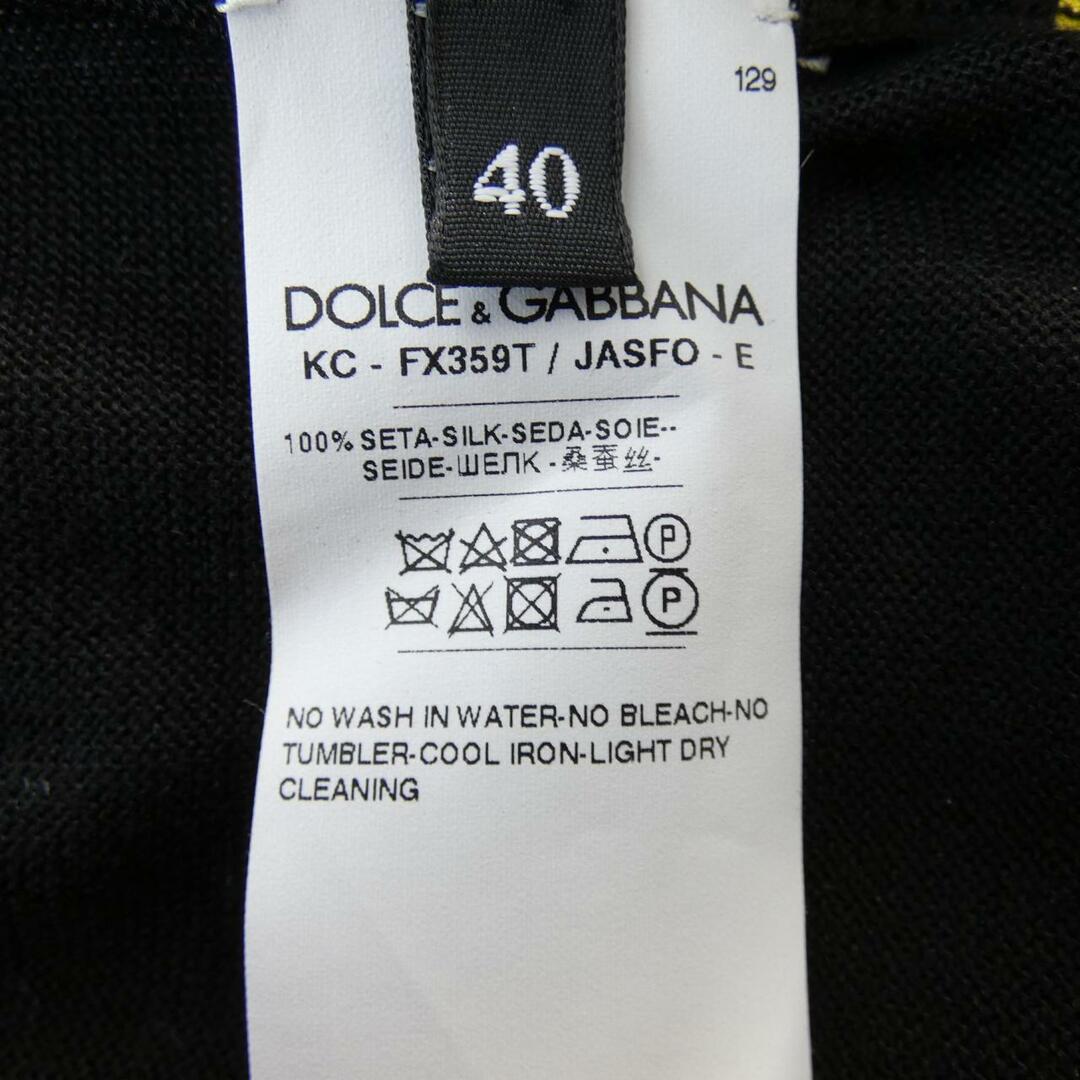 129
40
DOLCE & GABBANA
KC - FX359T / JASFO - E
100% SETA-SILK-SEDA-SOIE--
SEIDE-ШЕЛК -桑蚕丝-
P
P
NO WASH IN WATER-NO BLEACH-NO
TUMBLER-COOL IRON-LIGHT DRY
CLEANING